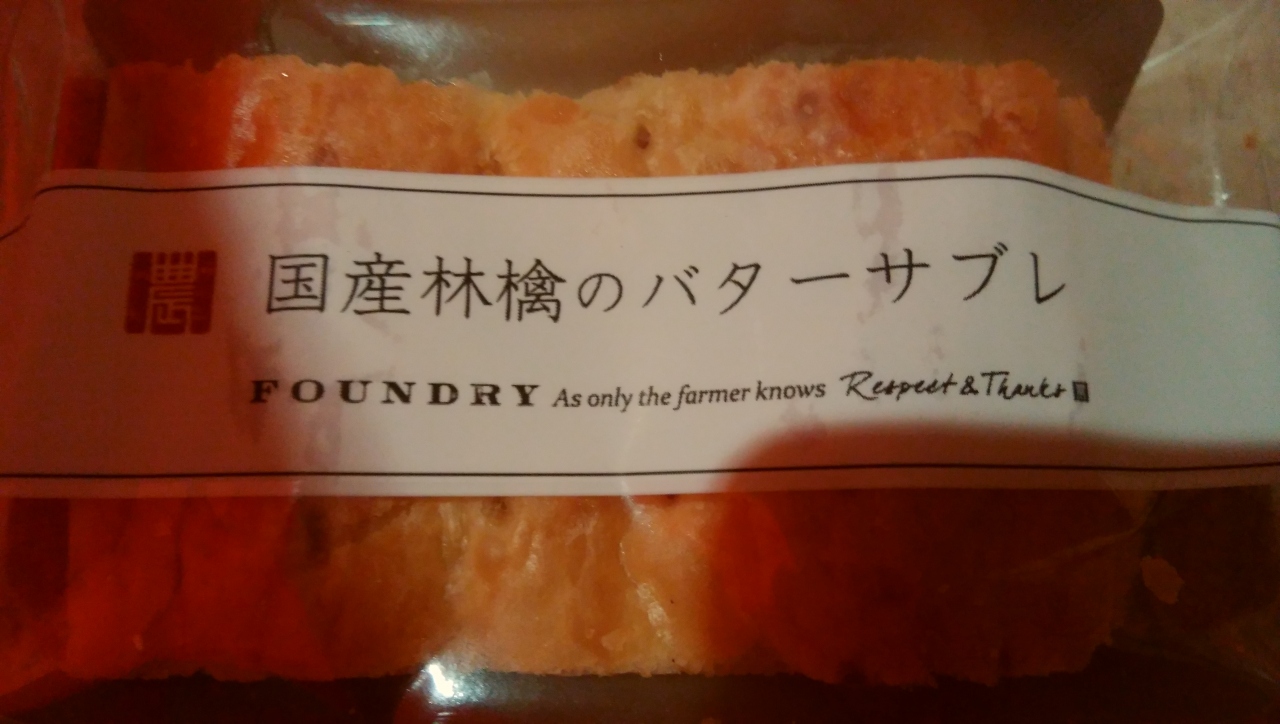 農 国産林檎のバターサブレ
FOUNDRY As only the farmer knows Respect & Thanks